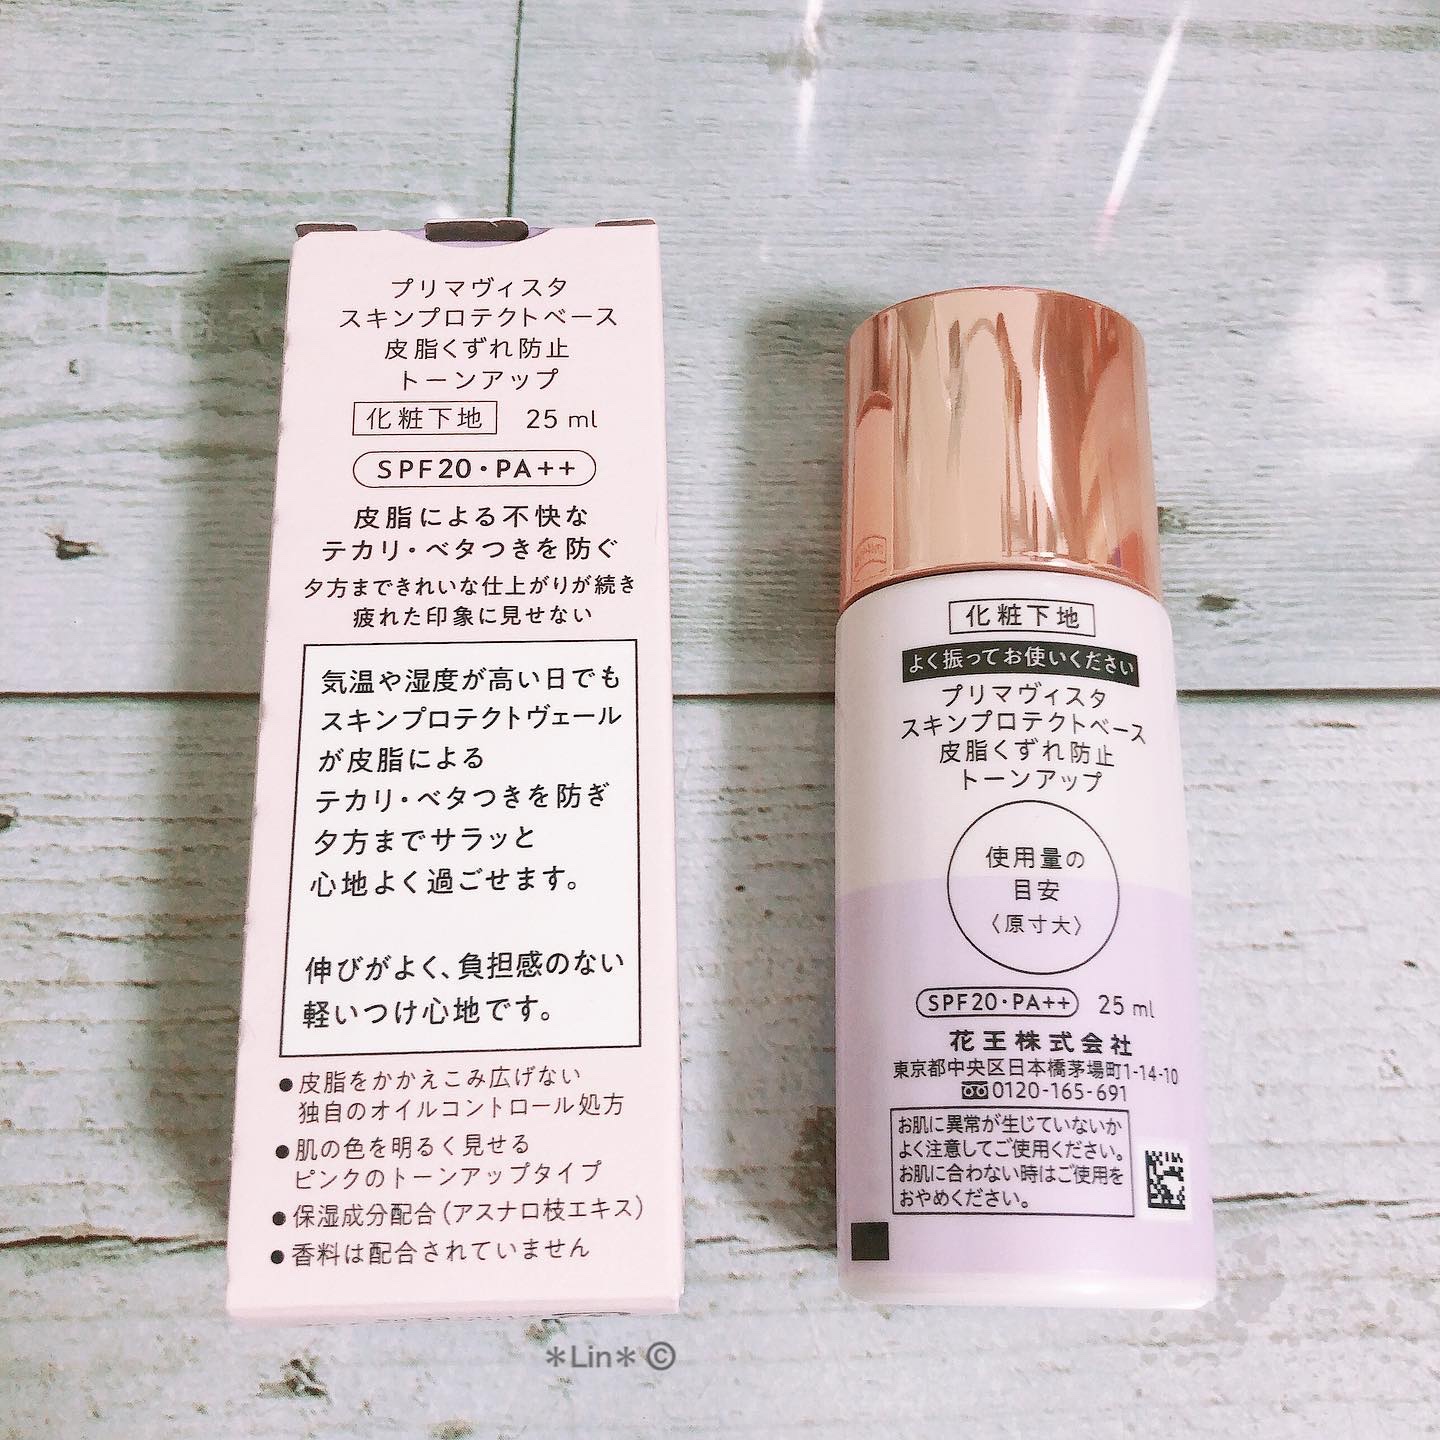 プリマヴィスタ
スキンプロテクトベース
皮脂くずれ防止
トーンアップ
化粧下地 25 ml
SPF20・PA++
皮脂による不快な
テカリ・ベタつきを防ぐ
夕方まできれいな仕上がりが続き
疲れた印象に見せない
気温や湿度が高い日でも
スキンプロテクトヴェール
が皮脂による
テカリ・ベタつきを防ぎ
夕方までサラッと
心地よく過ごせます。
伸びがよく、負担感のない
軽いつけ心地です。
●皮脂をかかえこみ広げない
独自のオイルコントロール処方
●肌の色を明るく見せる
ピンクのトーンアップタイプ
●保湿成分配合(アスナロ枝エキス)
●香料は配合されていません
化粧下地
よく振ってお使いください
プリマヴィスタ
スキンプロテクトベース
皮脂くずれ防止
トーンアップ
使用量の
目安
〈原寸大〉
SPF20・PA++ 25 ml
花王株式会社
東京都中央区日本橋茅場町1-14-10
0120-165-691
お肌に異常が生じていないか
よく注意してご使用ください。
お肌に合わない時はご使用を
おやめください。
*Lin* ©